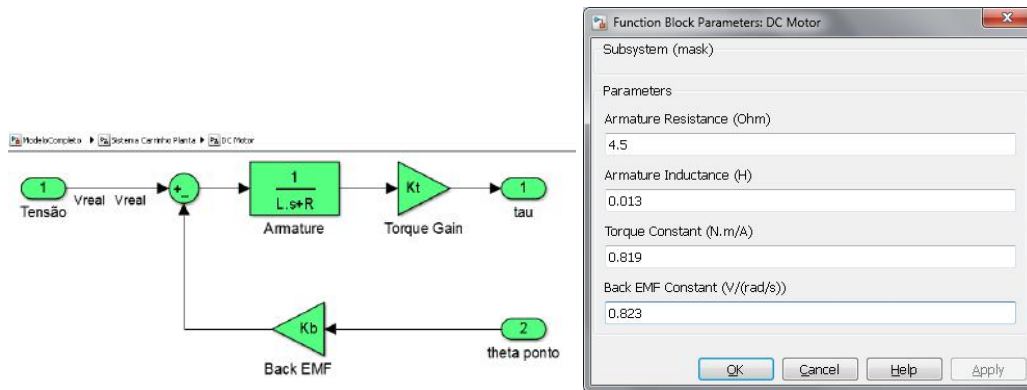 ModeloCompleto Sistema Carrinho Planta DC Motor
1
Tensão
Vreal Vreal
+
-
1
L.s+R
Armature
Kt
Torque Gain
1
tau
Kb
Back EMF
2
theta ponto
Function Block Parameters: DC Motor
Subsystem (mask)
Parameters
Armature Resistance (Ohm)
4.5
Armature Inductance (H)
0.013
Torque Constant (N.m/A)
0.819
Back EMF Constant (V/(rad/s))
0.823
OK Cancel Help Apply